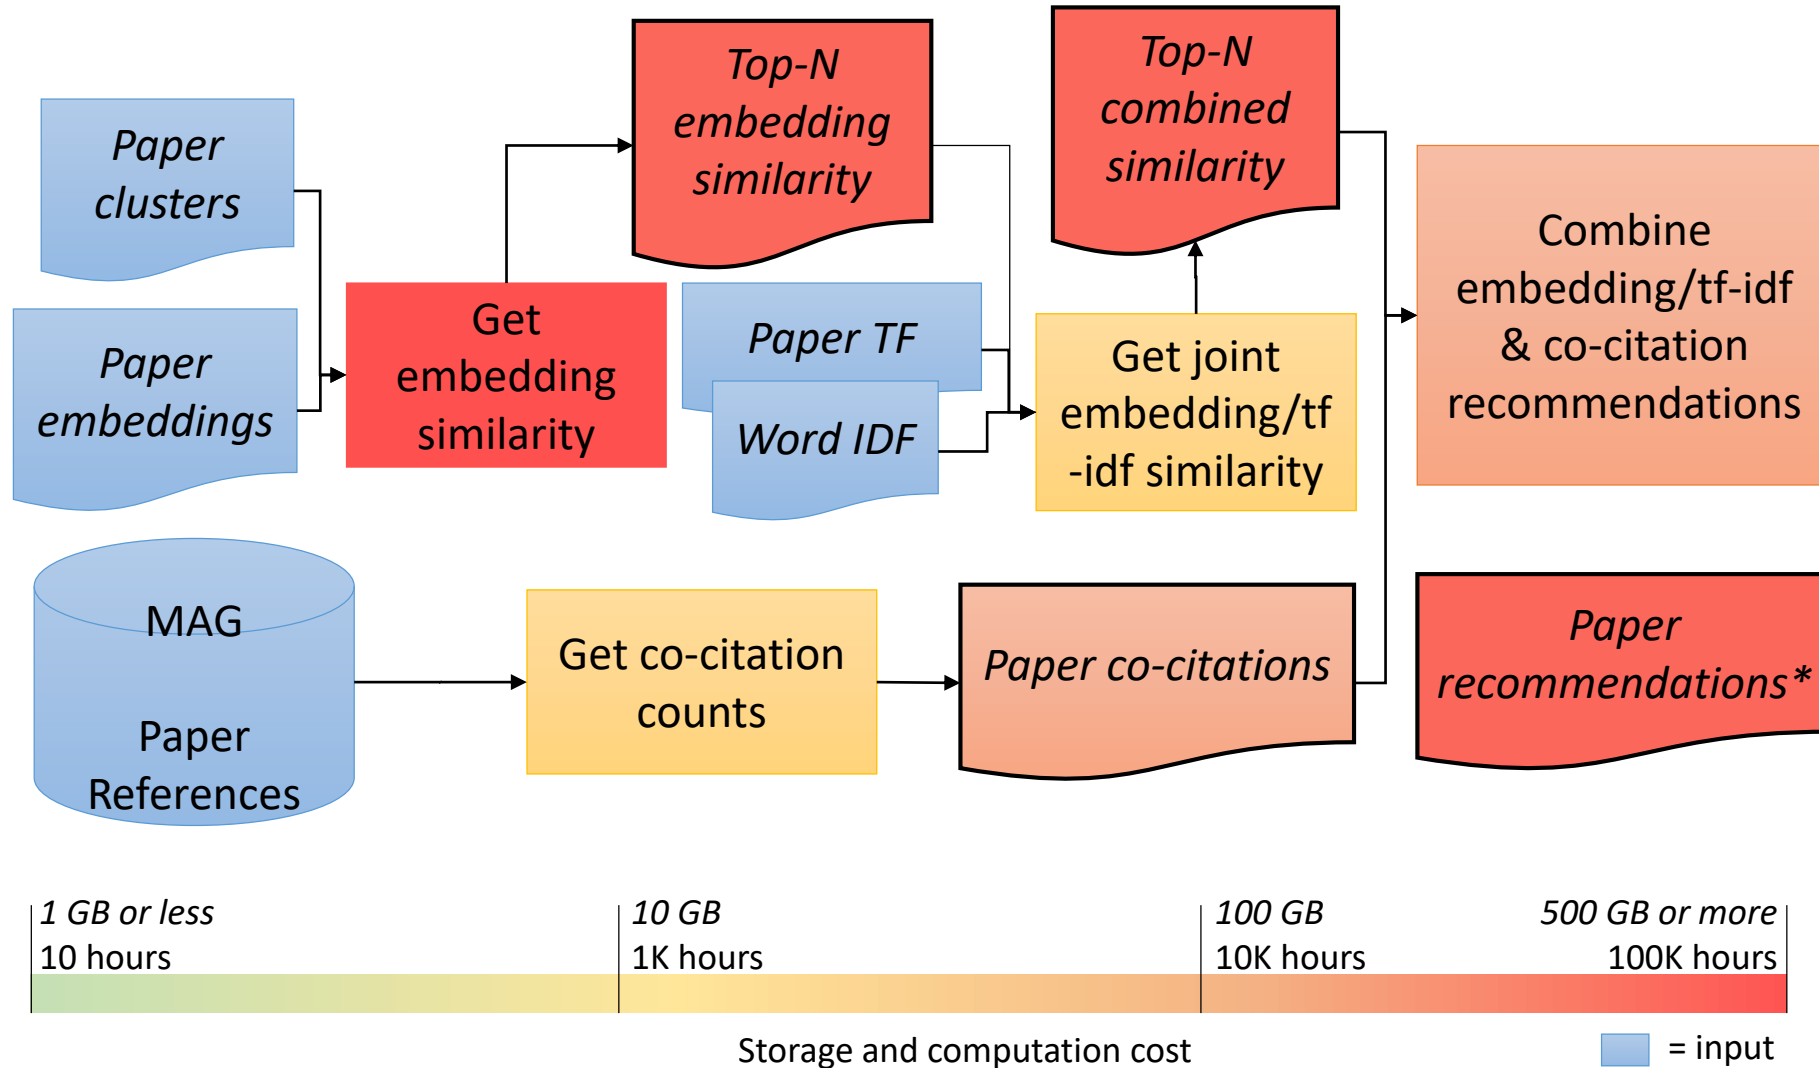 Paper
clusters
Paper
embeddings
Get
embedding
similarity
Top-N
embedding
similarity
Paper TF
Word IDF
Top-N
combined
similarity
Get joint
embedding/tf
-idf similarity
Combine
embedding/tf-idf
& co-citation
recommendations
MAG
Paper
References
Get co-citation
counts
Paper co-citations
Paper
recommendations*
1 GB or less
10 hours
10 GB
1K hours
100 GB
10K hours
500 GB or more
100K hours
Storage and computation cost
= input